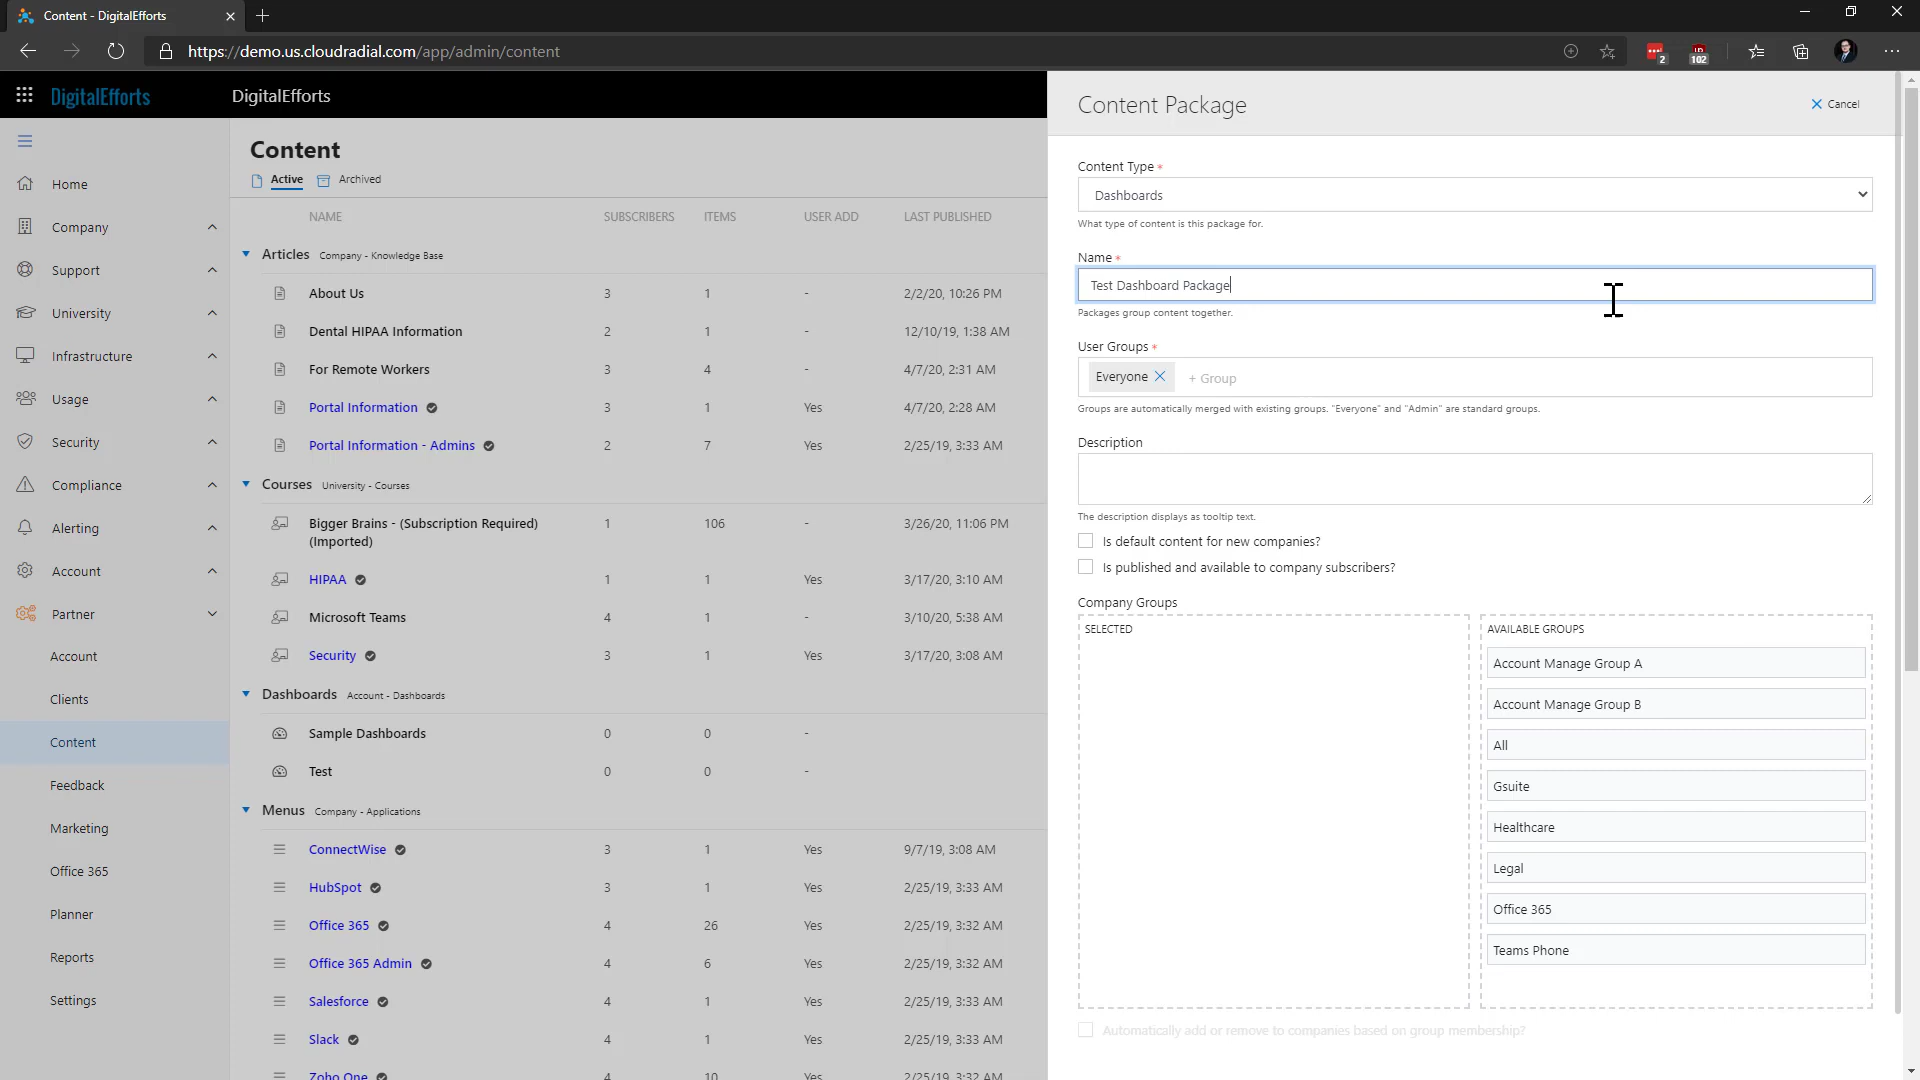 Content - DigitalEfforts
https://demo.us.cloudradial.com/app/admin/content
2
102
DigitalEfforts
DigitalEfforts
Home
Company
Support
University
Infrastructure
Usage
Security
Compliance
Alerting
Account
Partner
Account
Clients
Content
Feedback
Marketing
Office 365
Planner
Reports
Settings
Content
Active Archived
NAME SUBSCRIBERS ITEMS USER ADD LAST PUBLISHED
Articles Company - Knowledge Base
About Us 3 1 - 2/2/20, 10:26 PM
Dental HIPAA Information 2 1 - 12/10/19, 1:38 AM
For Remote Workers 3 4 - 4/7/20, 2:31 AM
Portal Information 3 1 Yes 4/7/20, 2:28 AM
Portal Information - Admins 2 7 Yes 2/25/19, 3:33 AM
Courses University - Courses
Bigger Brains - (Subscription Required) 1 106 - 3/26/20, 11:06 PM
(Imported)
HIPAA 1 1 Yes 3/17/20, 3:10 AM
Microsoft Teams 4 1 - 3/10/20, 5:38 AM
Security 3 1 Yes 3/17/20, 3:08 AM
Dashboards Account - Dashboards
Sample Dashboards 0 0 -
Test 0 0 -
Menus Company - Applications
ConnectWise 3 1 Yes 9/7/19, 3:08 AM
HubSpot 3 1 Yes 2/25/19, 3:33 AM
Office 365 4 26 Yes 2/25/19, 3:32 AM
Office 365 Admin 4 6 Yes 2/25/19, 3:32 AM
Salesforce 4 1 Yes 2/25/19, 3:33 AM
Slack 4 1 Yes 2/25/19, 3:33 AM
Zoho One 4 10 Yes 2/25/19, 3:32 AM
Content Package
Cancel
Content Type *
Dashboards
What type of content is this package for.
Name *
Test Dashboard Package
Packages group content together.
User Groups *
Everyone + Group
Groups are automatically merged with existing groups. "Everyone" and "Admin" are standard groups.
Description
The description displays as tooltip text.
Is default content for new companies?
Is published and available to company subscribers?
Company Groups
SELECTED
AVAILABLE GROUPS
Account Manage Group A
Account Manage Group B
All
Gsuite
Healthcare
Legal
Office 365
Teams Phone
Automatically add or remove to companies based on group membership?